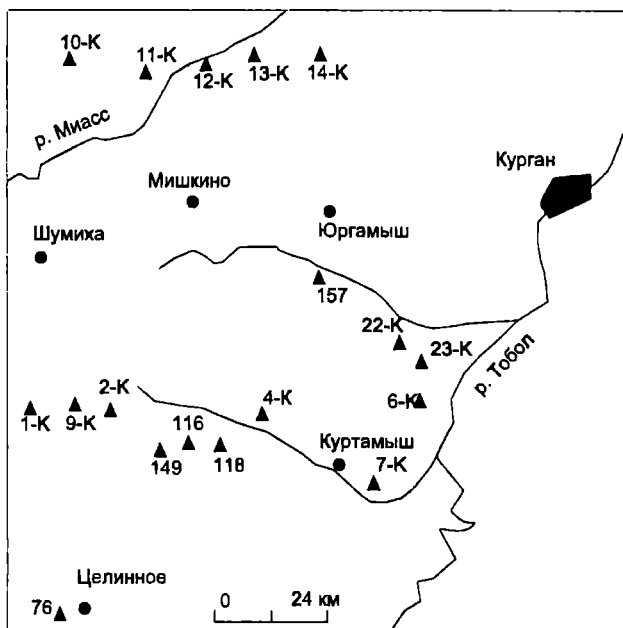 10-К
11-К
12-К
13-К
14-К
р. Миасс
Курган
Мишкино
Юргамыш
Шумиха
157
22-К
23-К
р. Тобол
6-К
1-К
9-К
2-К
4-К
116
149
118
Куртамыш
7-К
Целинное
76
0 24 км